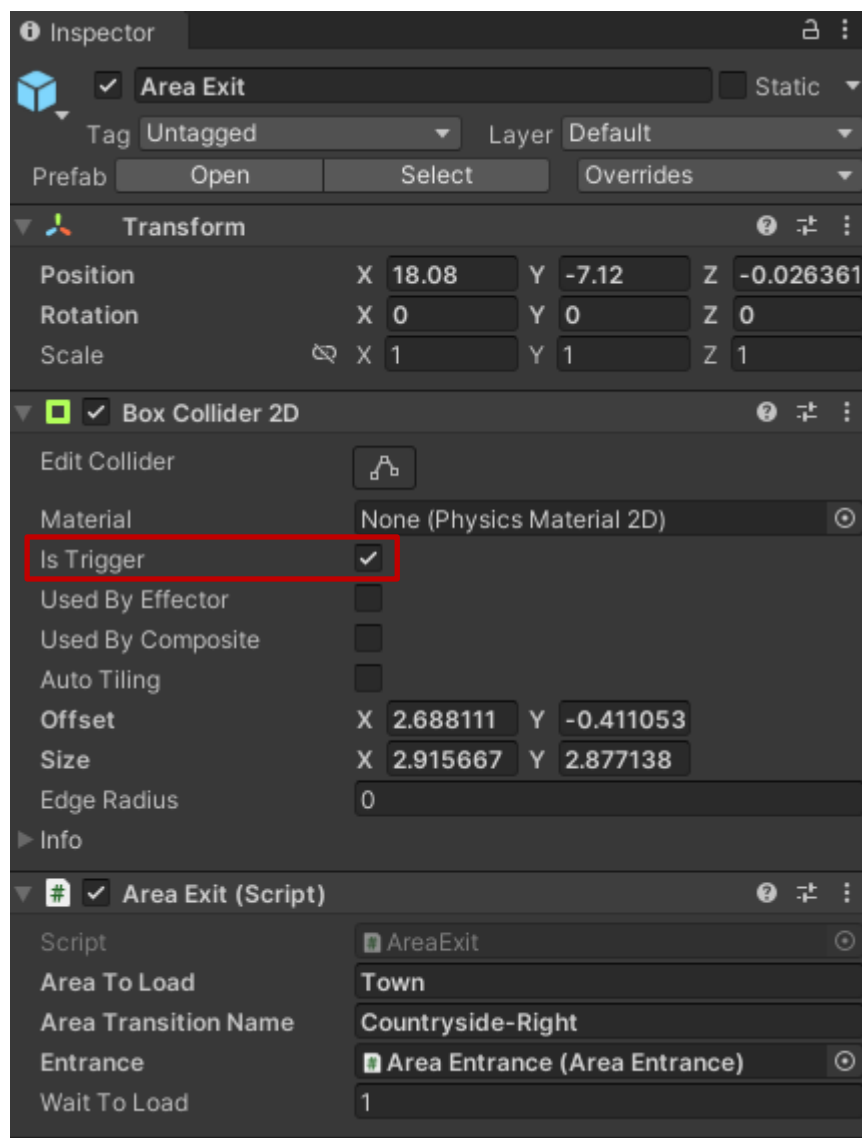 Inspector
Area Exit Static
Tag Untagged Layer Default
Prefab Open Select Overrides
Transform
Position X 18.08 Y -7.12 Z -0.026361
Rotation X 0 Y 0 Z 0
Scale X 1 Y 1 Z 1
Box Collider 2D
Edit Collider
Material None (Physics Material 2D)
Is Trigger
Used By Effector
Used By Composite
Auto Tiling
Offset X 2.688111 Y -0.411053
Size X 2.915667 Y 2.877138
Edge Radius 0
Info
# Area Exit (Script)
Script # AreaExit
Area To Load Town
Area Transition Name Countryside-Right
Entrance # Area Entrance (Area Entrance)
Wait To Load 1